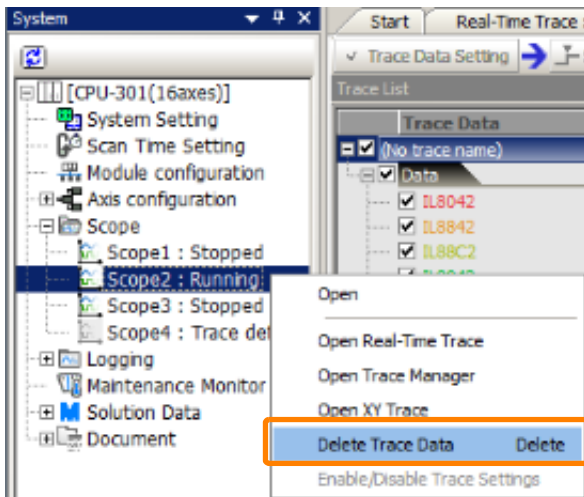 System
Start
Real-Time Trace
Trace Data Setting
[CPU-301(16axes)]
System Setting
Scan Time Setting
Module configuration
Axis configuration
Scope
Scope1 : Stopped
Scope2 : Running
Scope3 : Stopped
Scope4 : Trace def
Logging
Maintenance Monitor
Solution Data
Document
Trace List
Trace Data
(No trace name)
Data
IL8042
IL8842
IL88C2
Open
Open Real-Time Trace
Open Trace Manager
Open XY Trace
Delete Trace Data Delete
Enable/Disable Trace Settings